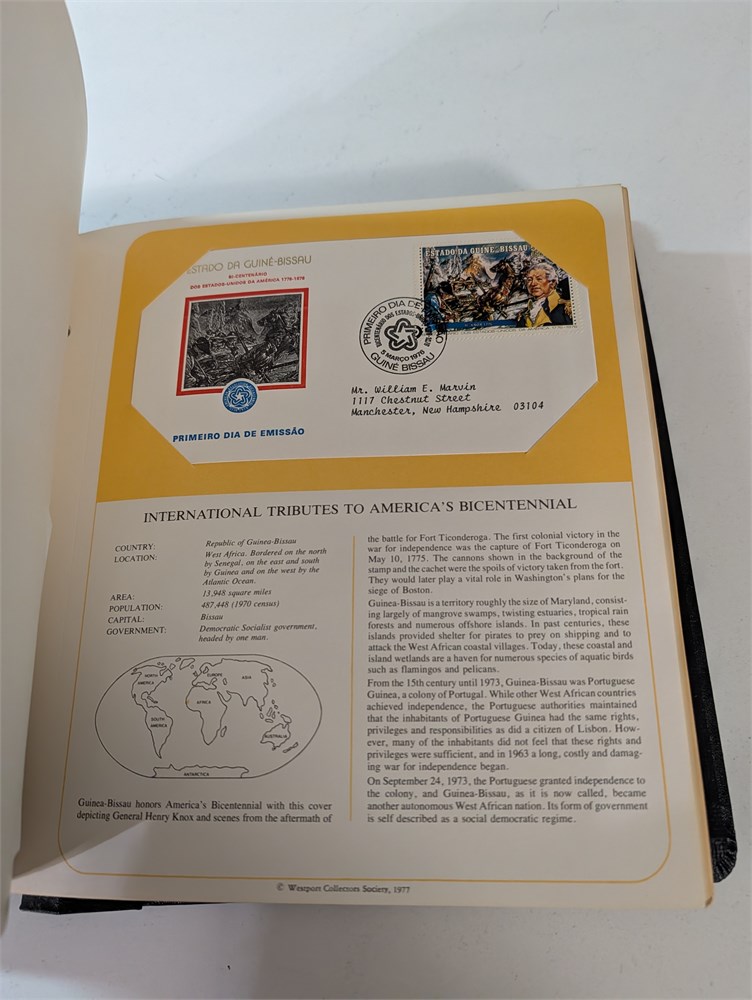 ESTADO DA GUINÉ-BISSAU
BI-CENTENÁRIO
DOS ESTADOS-UNIDOS DA AMÉRICA 1776-1976
PRIMEIRO DIA DE EMISSÃO
ESTADO DA GUINÉ-BISSAU
PRIMEIRO DIA DE
5 MARÇO 1976
GUINÉ BISSAU
Mr. William E. Marvin
1117 Chestnut Street
Manchester, New Hampshire 03104
INTERNATIONAL TRIBUTES TO AMERICA'S BICENTENNIAL
COUNTRY: Republic of Guinea-Bissau
LOCATION: West Africa. Bordered on the north
by Senegal, on the east and south
by Guinea and on the west by the
Atlantic Ocean.
AREA: 13,948 square miles
POPULATION: 487,448 (1970 census)
CAPITAL: Bissau
GOVERNMENT: Democratic Socialist government,
headed by one man.
NORTH
AMERICA
EUROPE
ASIA
AFRICA
SOUTH
AMERICA
AUSTRALIA
ANTARCTICA
Guinea-Bissau honors America's Bicentennial with this cover
depicting General Henry Knox and scenes from the aftermath of
the battle for Fort Ticonderoga. The first colonial victory in the
war for independence was the capture of Fort Ticonderoga on
May 10, 1775. The cannons shown in the background of the
stamp and the cachet were the spoils of victory taken from the fort.
They would later play a vital role in Washington's plans for the
siege of Boston.
Guinea-Bissau is a territory roughly the size of Maryland, consist-
ing largely of mangrove swamps, twisting estuaries, tropical rain
forests and numerous offshore islands. In past centuries, these
islands provided shelter for pirates to prey on shipping and to
attack the West African coastal villages. Today, these coastal and
island wetlands are a haven for numerous species of aquatic birds
such as flamingos and pelicans.
From the 15th century until 1973, Guinea-Bissau was Portuguese
Guinea, a colony of Portugal. While other West African countries
achieved independence, the Portuguese authorities maintained
that the inhabitants of Portuguese Guinea had the same rights,
privileges and responsibilities as did a citizen of Lisbon. How-
ever, many of the inhabitants did not feel that these rights and
privileges were sufficient, and in 1963 a long, costly and damag-
ing war for independence began.
On September 24, 1973, the Portuguese granted independence to
the colony, and Guinea-Bissau, as it is now called, became
another autonomous West African nation. Its form of government
is self described as a social democratic regime.
© Westport Collectors Society, 1977